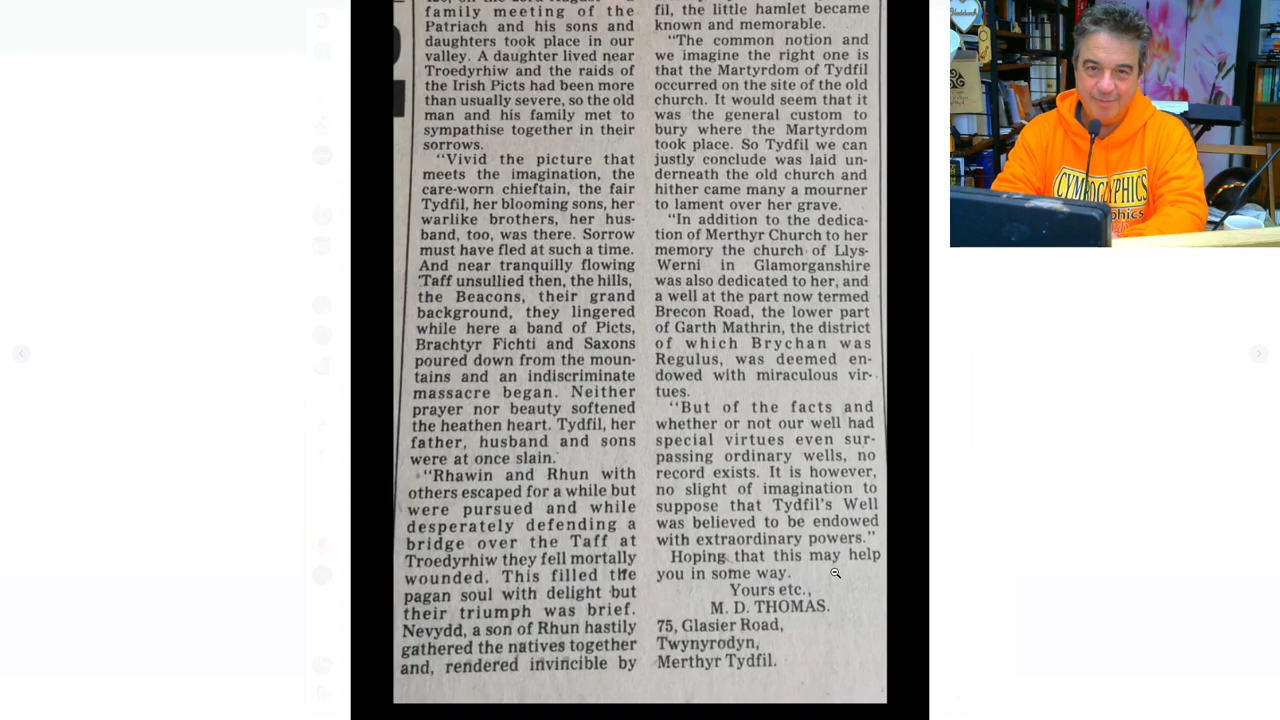 family meeting of the
Patriach and his sons and
daughters took place in our
valley. A daughter lived near
Troedyrhiw and the raids of
the Irish Picts had been more
than usually severe, so the old
man and his family met to
sympathise together in their
sorrows.
"Vivid the picture that
meets the imagination, the
care-worn chieftain, the fair
Tydfil, her blooming sons, her
warlike brothers, her hus-
band, too, was there. Sorrow
must have fled at such a time.
And near tranquilly flowing
Taff unsullied then, the hills,
the Beacons, their grand
background, they lingered
while here a band of Picts,
Brachtyr Fichti and Saxons
poured down from the moun-
tains and an indiscriminate
massacre began. Neither
prayer nor beauty softened
the heathen heart. Tydfil, her
father, husband and sons
were at once slain.
"Rhawin and Rhun with
others escaped for a while but
were pursued and while
desperately defending a
bridge over the Taff at
Troedyrhiw they fell mortally
wounded. This filled the
pagan soul with delight but
their triumph was brief.
Nevydd, a son of Rhun hastily
gathered the natives together
and, rendered invincible by
fil, the little hamlet became
known and memorable.
"The common notion and
we imagine the right one is
that the Martyrdom of Tydfil
occurred on the site of the old
church. It would seem that it
was the general custom to
bury where the Martyrdom
took place. So Tydfil we can
justly conclude was laid un-
derneath the old church and
hither came many a mourner
to lament over her grave.
"In addition to the dedica-
tion of Merthyr Church to her
memory the church of Llys-
Werni in Glamorganshire
was also dedicated to her, and
a well at the part now termed
Brecon Road, the lower part
of Garth Mathrin, the district
of which Brychan was
Regulus, was deemed en-
dowed with miraculous vir-
tues.
"But of the facts and
whether or not our well had
special virtues even sur-
passing ordinary wells, no
record exists. It is however,
no slight of imagination to
suppose that Tydfil's Well
was believed to be endowed
with extraordinary powers."
Hoping that this may help
you in some way.
Yours etc.,
M. D. THOMAS.
75, Glasier Road,
Twynyrodyn,
Merthyr Tydfil.